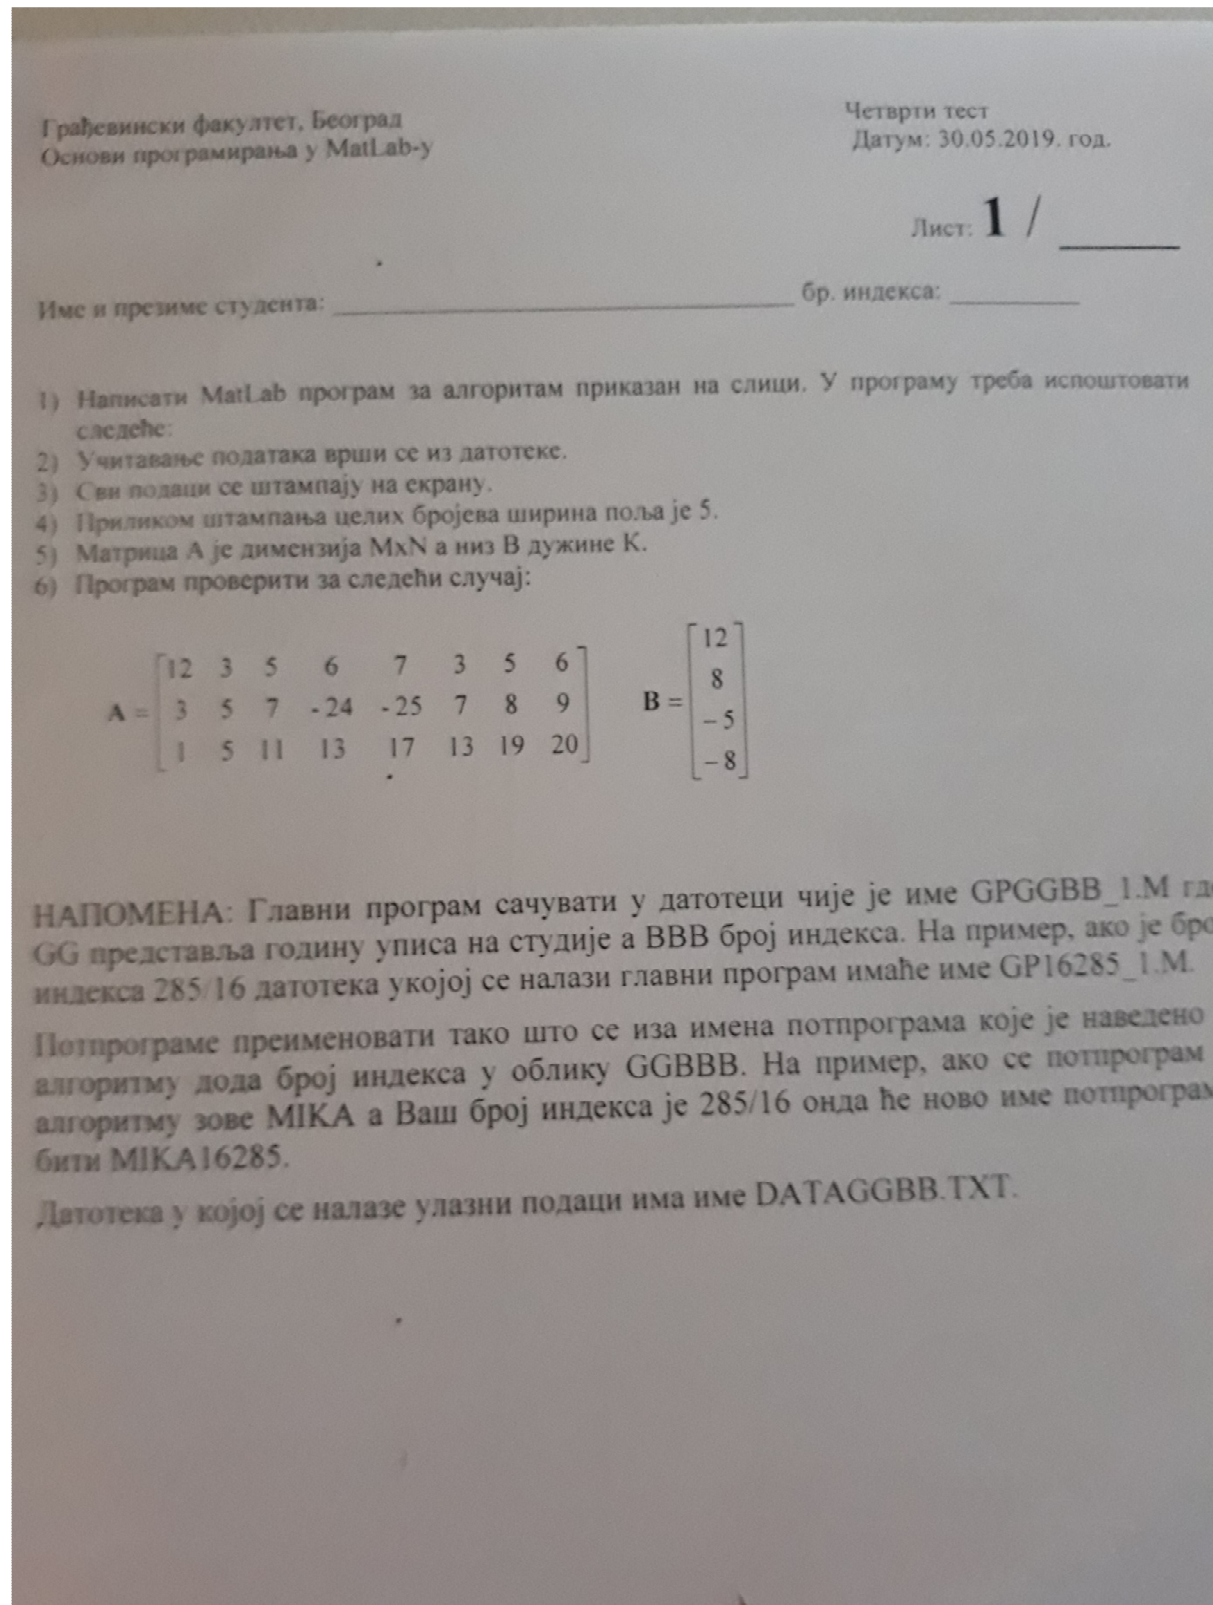 Грађевински факултет, Београд
Основи програмирања у MatLab-у
Четврти тест
Датум: 30.05.2019. год.
Лист: 1 / ____
Име и презиме студента: ____ бр. индекса: ____
1) Написати MatLab програм за алгоритам приказан на слици. У програму треба испоштовати
следеће:
2) Учитавање података врши се из датотеке.
3) Сви подаци се штампају на екрану.
4) Приликом штампања целих бројева ширина поља је 5.
5) Матрица А је димензија MxN а низ В дужине К.
6) Програм проверити за следећи случај:
12 3 5 6 7 3 5 6
A = 3 5 7 - 24 - 25 7 8 9
1 5 11 13 17 13 19 20
12
8
B =
– 5
– 8
НАПОМЕНА: Главни програм сачувати у датотеци чије је име GPGGBB_1.M
GG представља годину уписа на студије а BBB број индекса. На пример, ако је
индекса 285/16 датотека укојој се налази главни програм имаће име GP16285_1.M.
Потпрограме преименовати тако што се иза имена потпрограма које је наведено
алгоритму дода број индекса у облику GGBBB. На пример, ако се потпрограм
алгоритму зове MIKA а Ваш број индекса је 285/16 онда ће ново име потпрограм
бити MIKA16285.
Датотека у којој се налазе улазни подаци има име DATAGGBB.TXT.